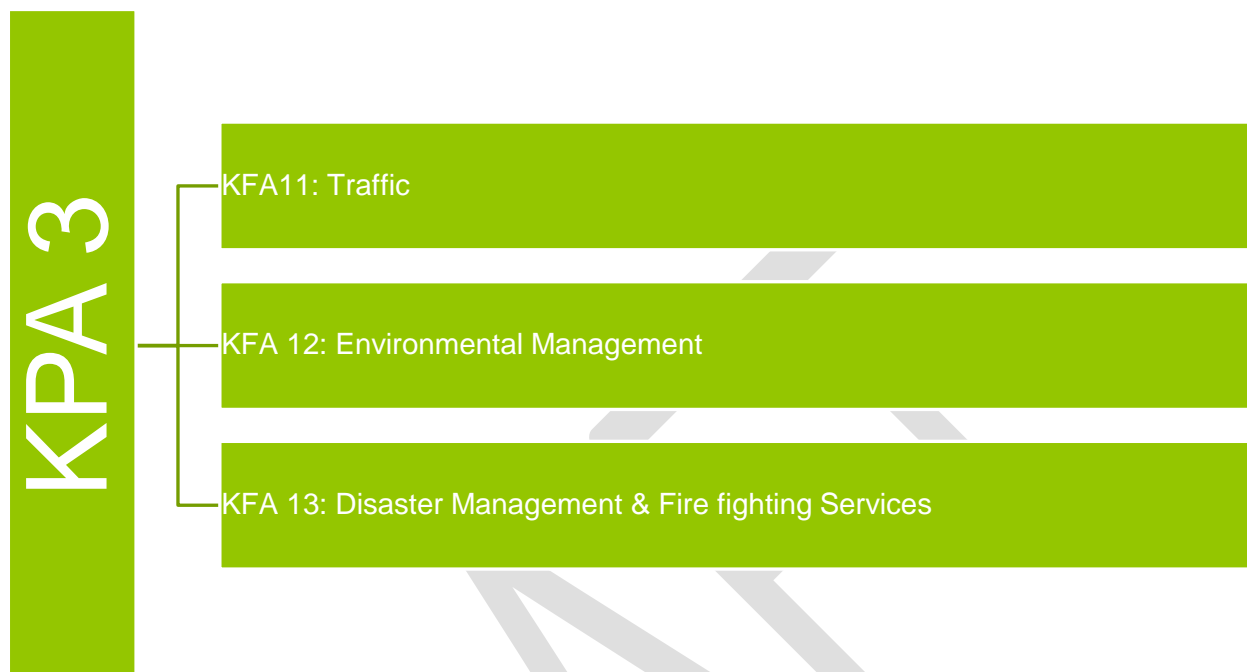 KPA 3
KFA11: Traffic
KFA 12: Environmental Management
KFA 13: Disaster Management & Fire fighting Services